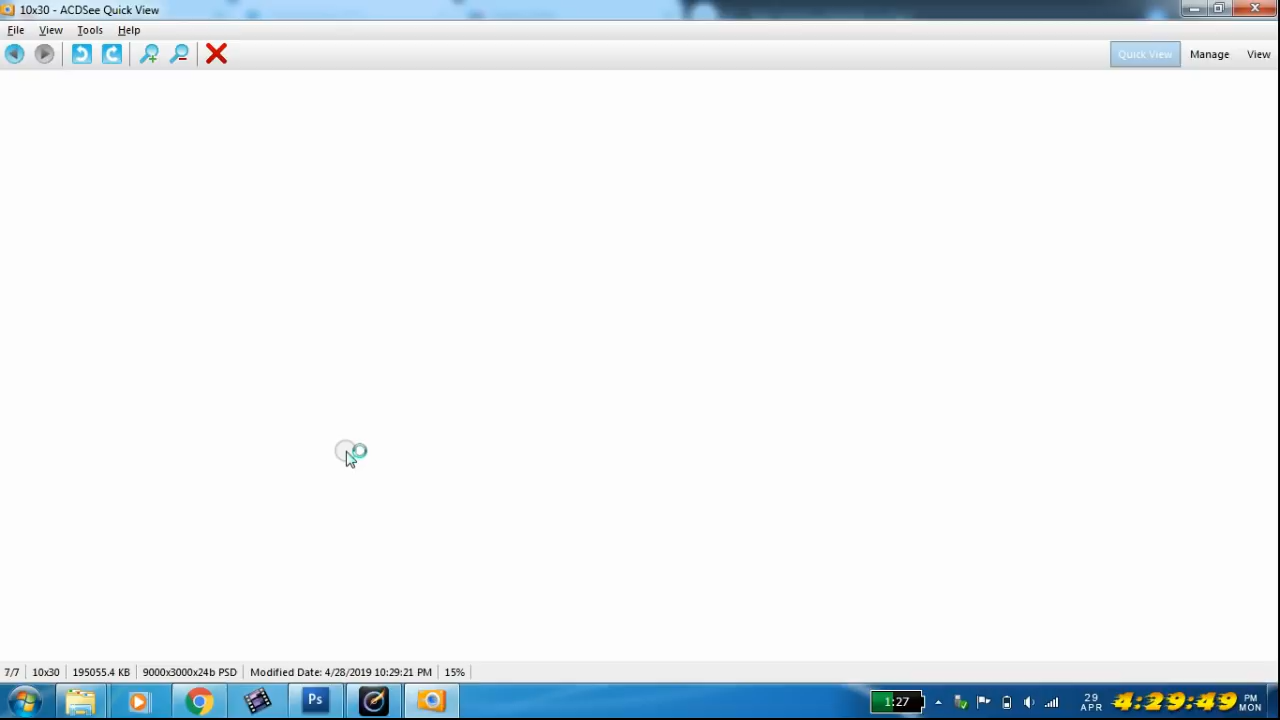 10x30 - ACDSee Quick View
File View Tools Help
Quick View Manage View
7/7 10x30 195055.4 KB 9000x3000x24b PSD Modified Date: 4/28/2019 10:29:21 PM 15%
Ps 1:27 29 APR 4:29:49 PM MON